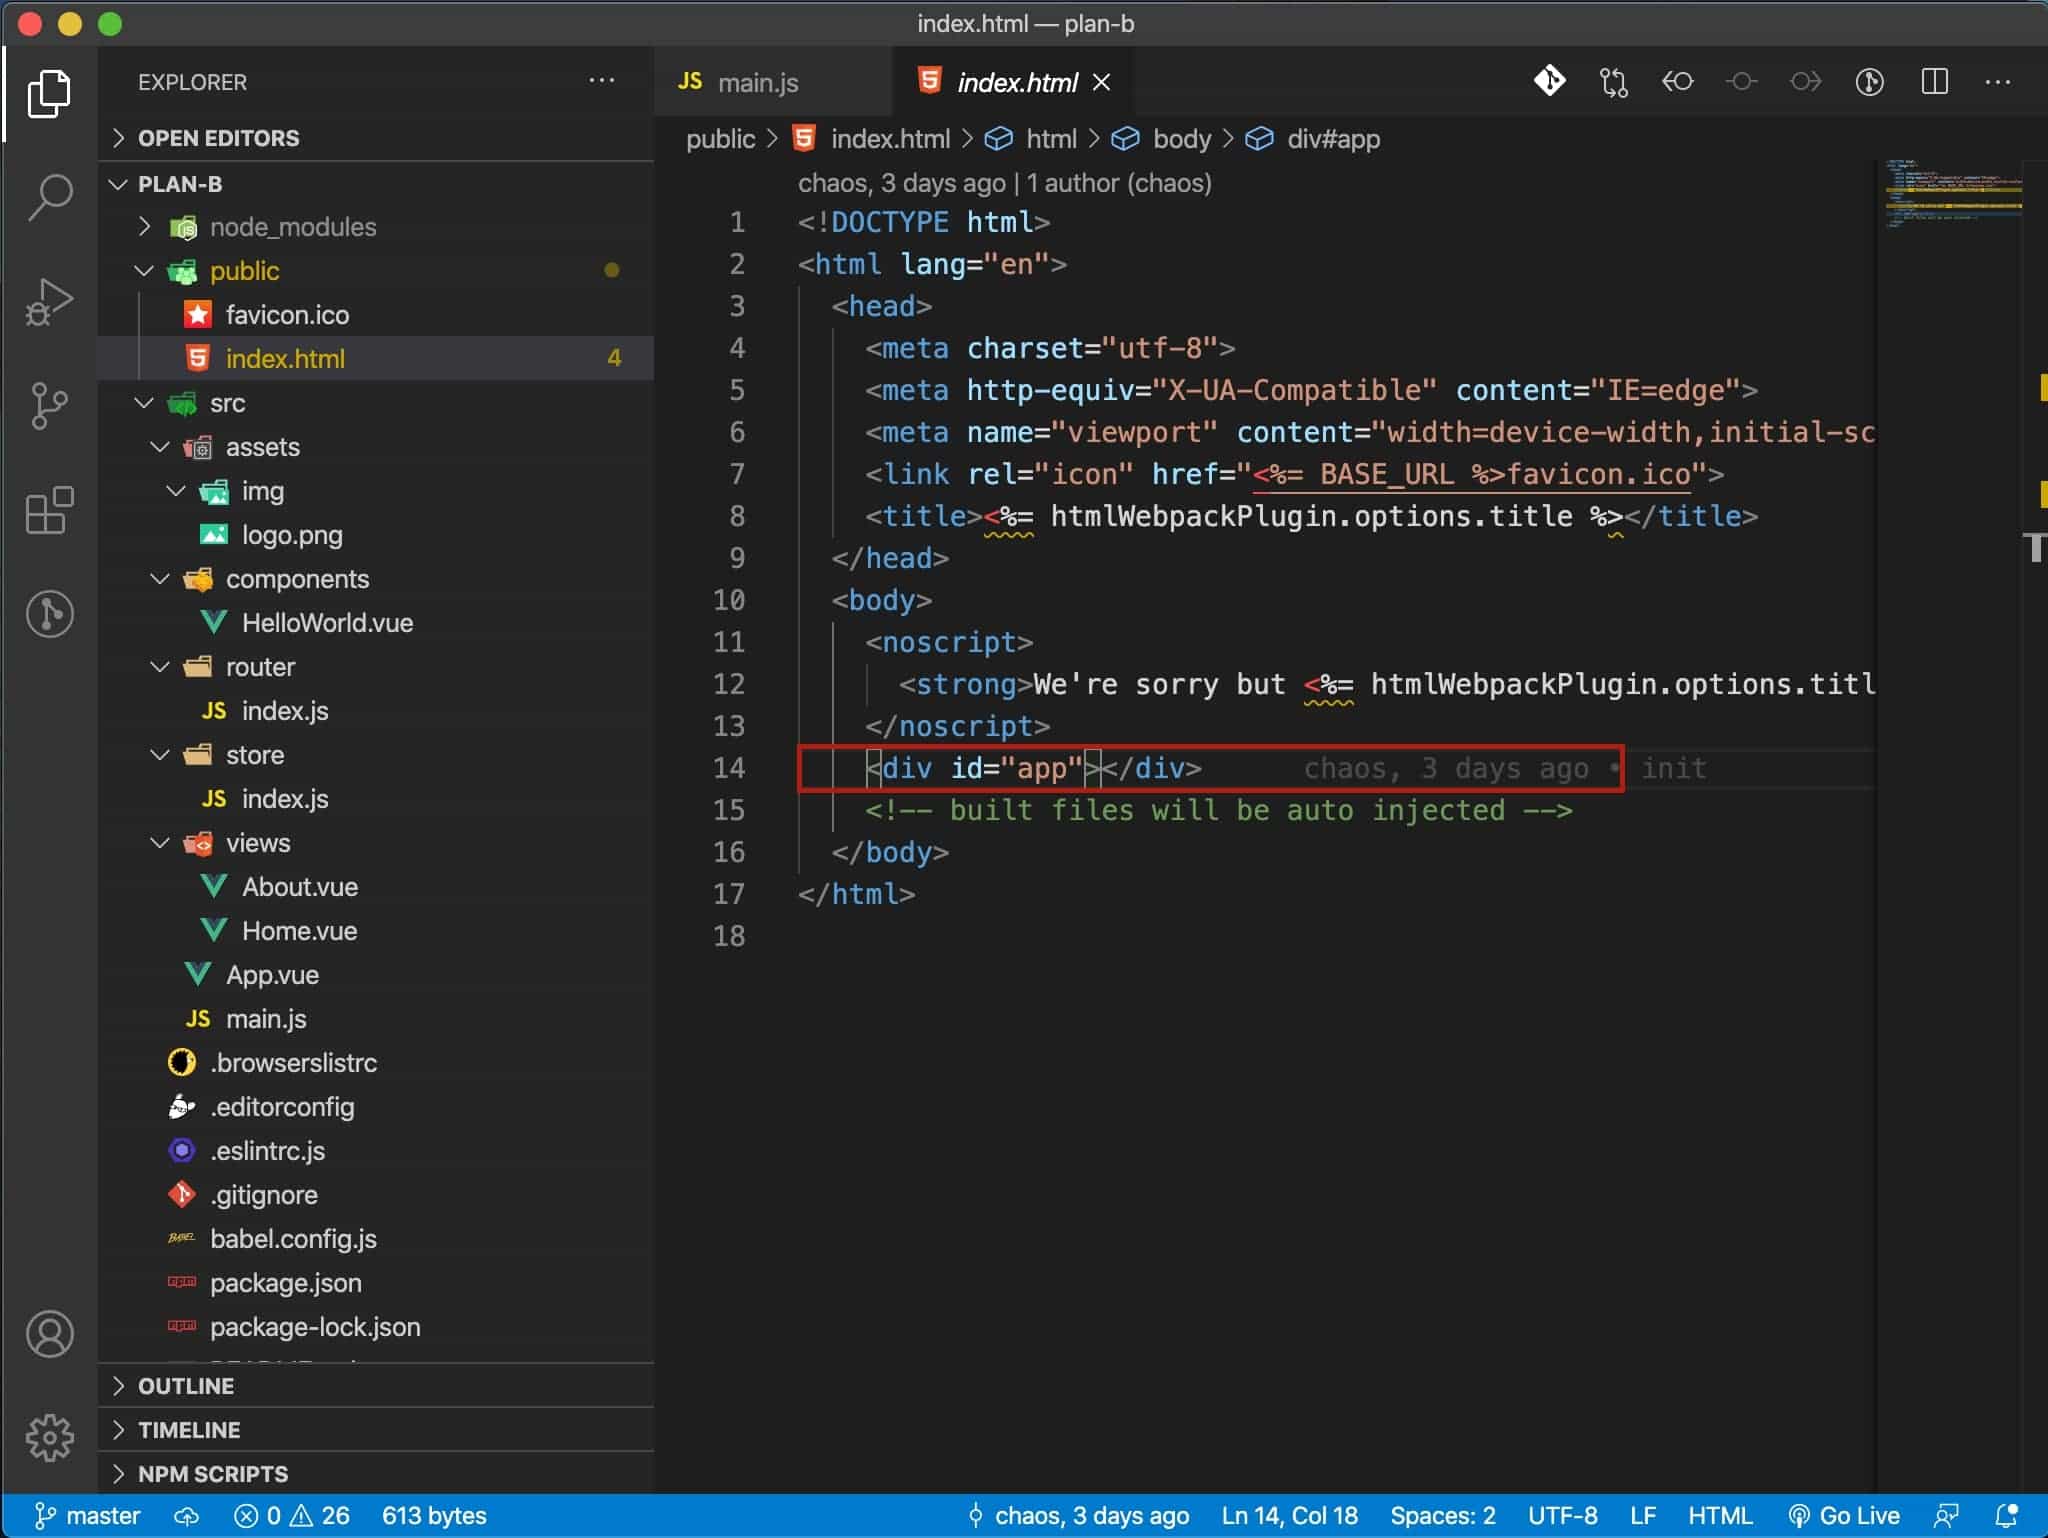 index.html — plan-b
EXPLORER
OPEN EDITORS
PLAN-B
node_modules
public
favicon.ico
index.html 4
src
assets
img
logo.png
components
HelloWorld.vue
router
JS index.js
store
JS index.js
views
About.vue
Home.vue
App.vue
JS main.js
.browserslistrc
.editorconfig
.eslintrc.js
.gitignore
BABEL babel.config.js
package.json
package-lock.json
OUTLINE
TIMELINE
NPM SCRIPTS
JS main.js
5 index.html
public > 5 index.html > html > body > div#app
chaos, 3 days ago | 1 author (chaos)
1 <!DOCTYPE html>
2 <html lang="en">
3 <head>
4 <meta charset="utf-8">
5 <meta http-equiv="X-UA-Compatible" content="IE=edge">
6 <meta name="viewport" content="width=device-width,initial-sc
7 <link rel="icon" href="<%= BASE_URL %>favicon.ico">
8 <title><%= htmlWebpackPlugin.options.title %></title>
9 </head>
10 <body>
11 <noscript>
12 <strong>We're sorry but <%= htmlWebpackPlugin.options.titl
13 </noscript>
14 <div id="app"></div> chaos, 3 days ago • init
15 <!-- built files will be auto injected -->
16 </body>
17 </html>
18
master 0 26 613 bytes chaos, 3 days ago Ln 14, Col 18 Spaces: 2 UTF-8 LF HTML Go Live